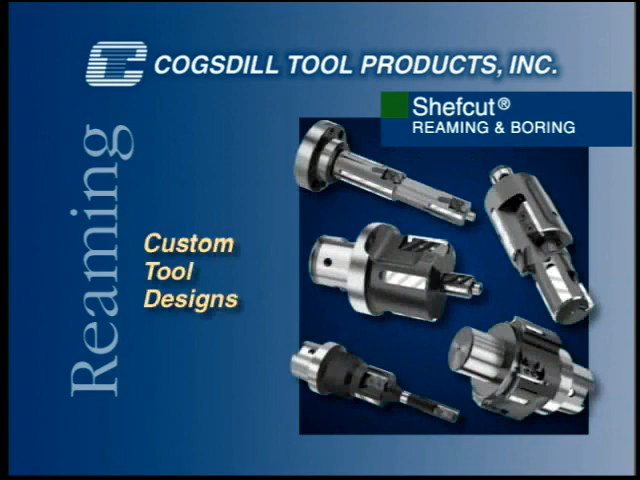 COGSDILL TOOL PRODUCTS, INC.
Shefcut®
REAMING & BORING
Reaming
Custom
Tool
Designs